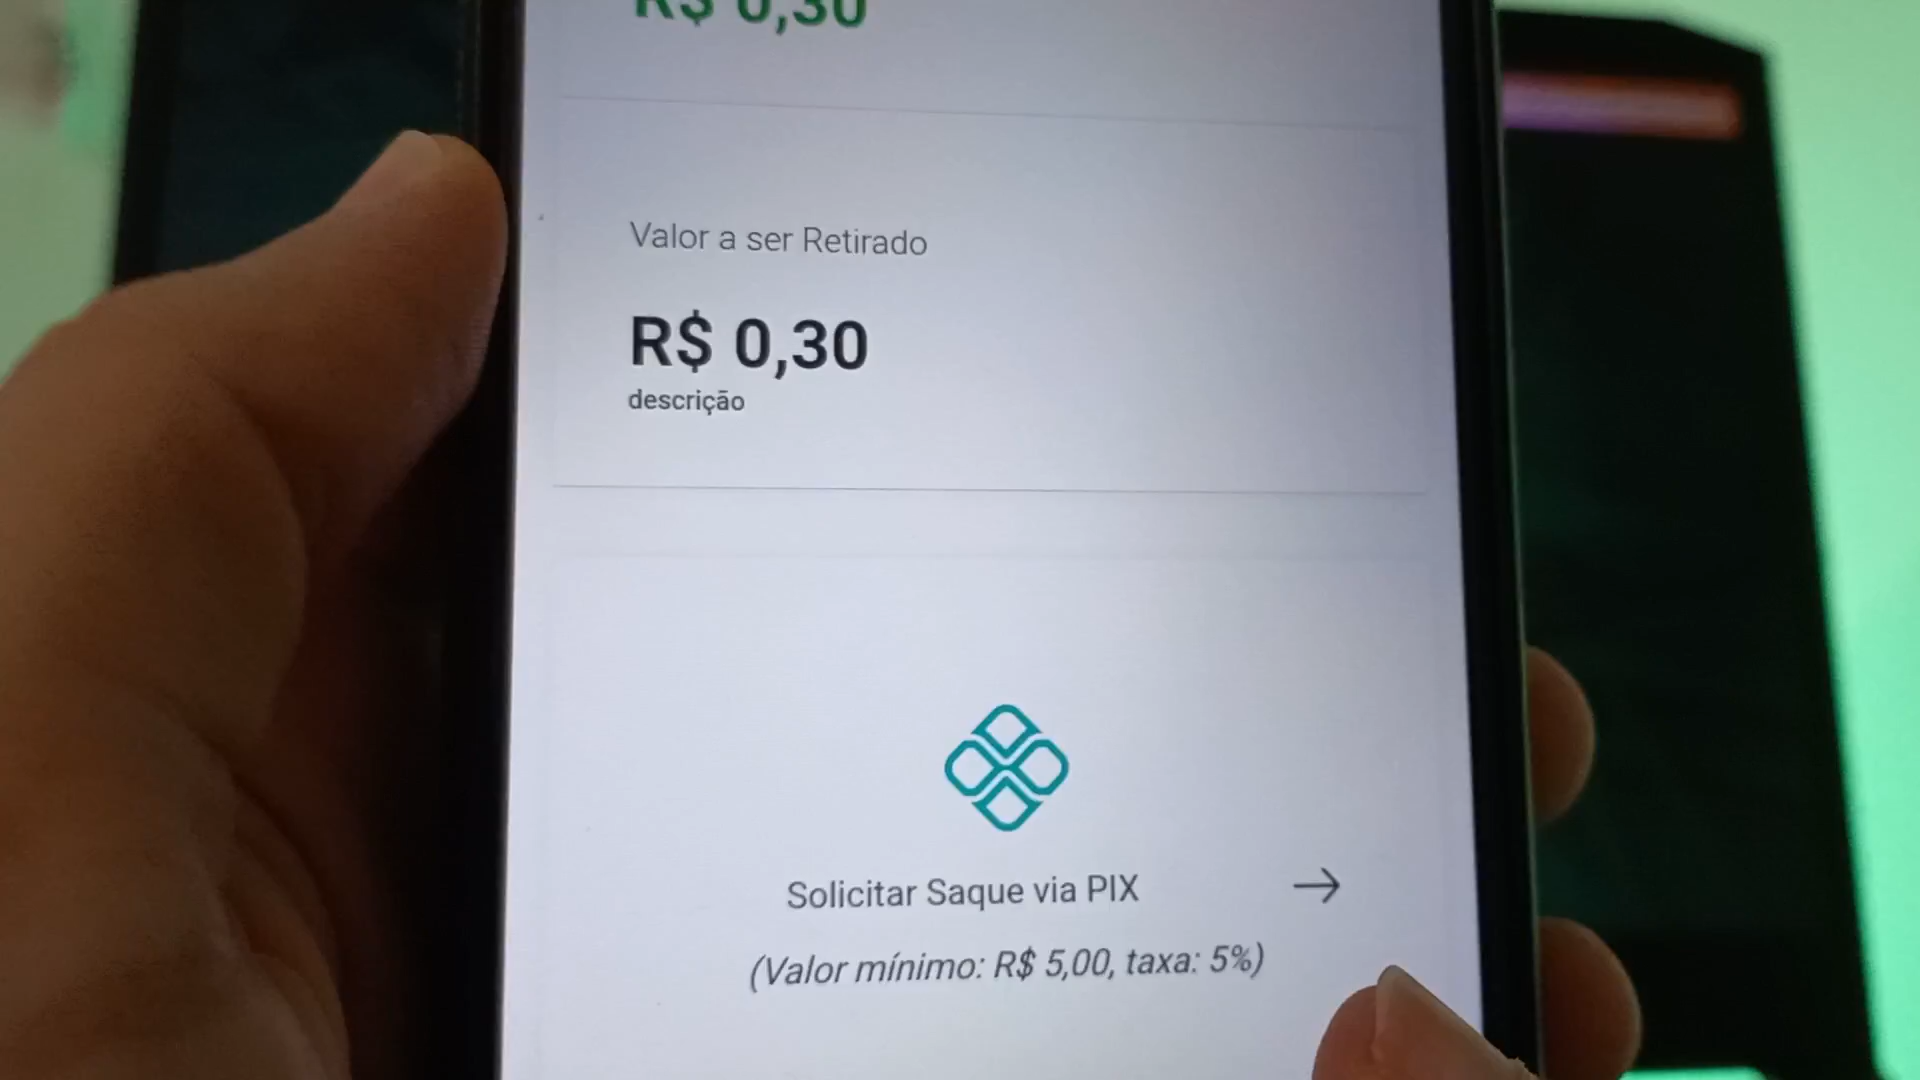 R$ 0,30
Valor a ser Retirado
R$ 0,30
descrição
Solicitar Saque via PIX
(Valor mínimo: R$ 5,00, taxa: 5%)